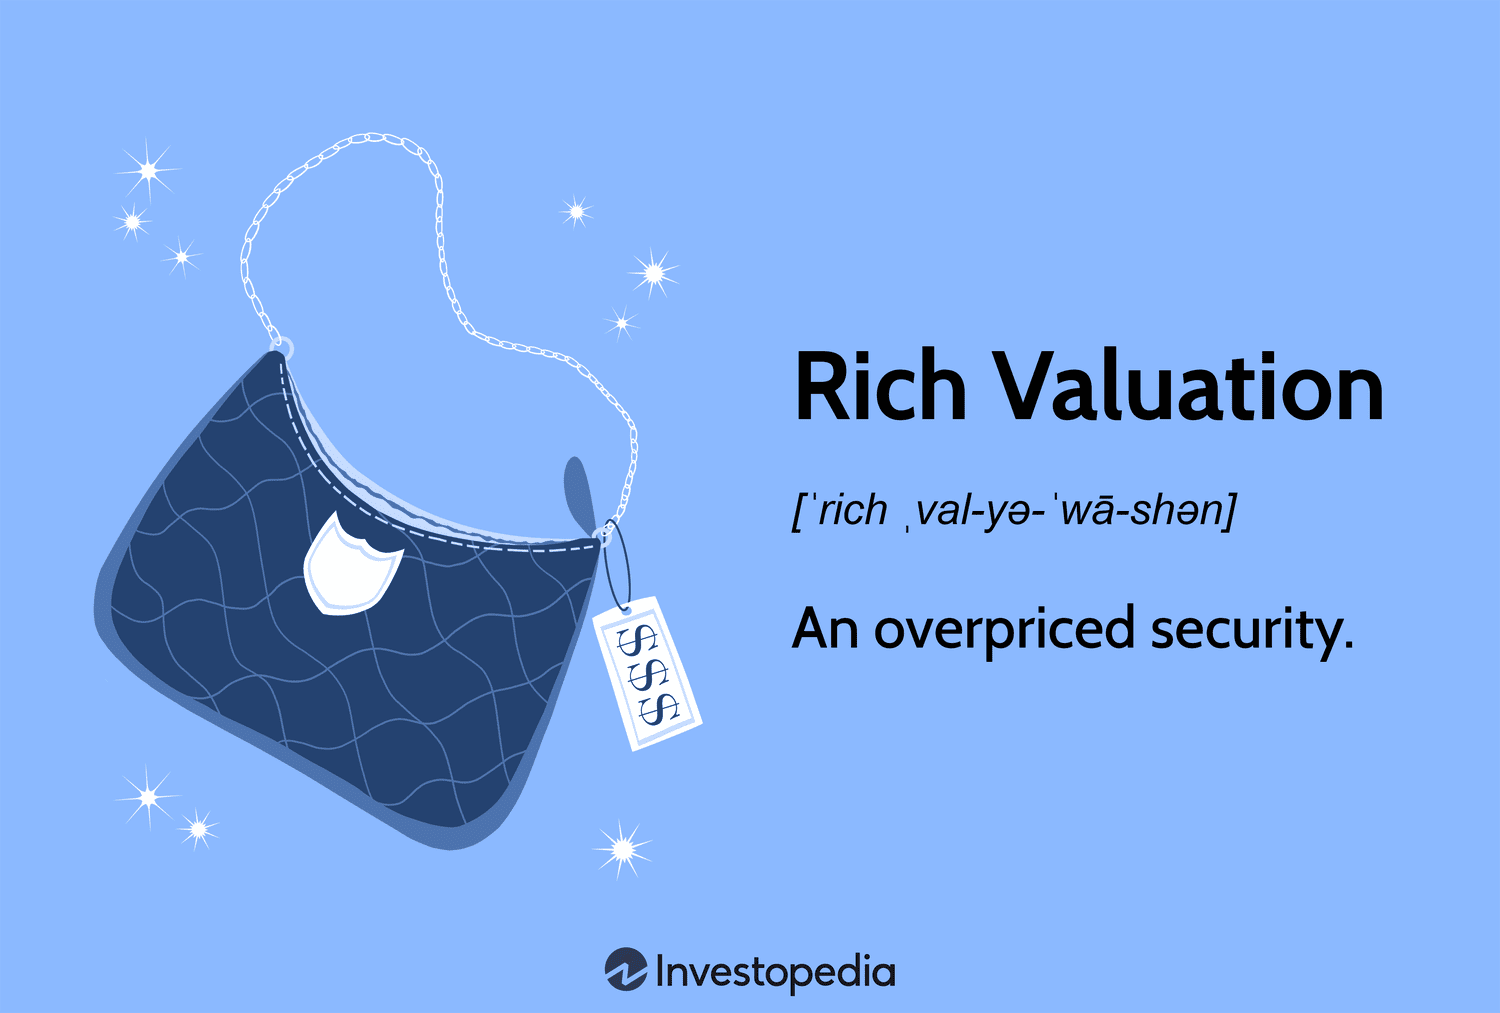 Rich Valuation
[ˈrich ˌval-yə-ˈwā-shən]
An overpriced security.
$$$
Investopedia